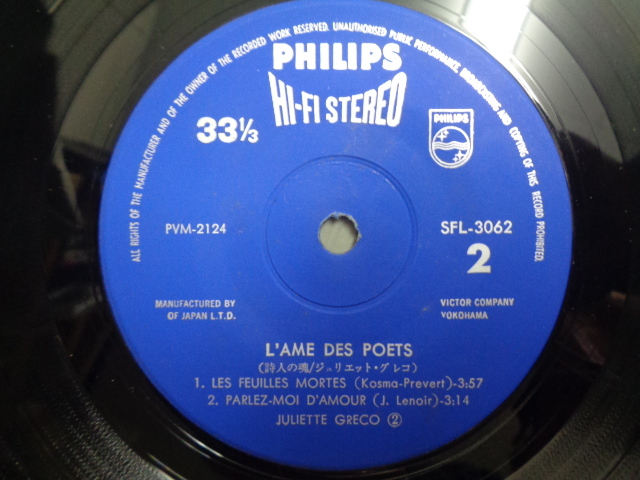 ALL RIGHTS OF THE MANUFACTURER AND OF THE OWNER OF THE RECORDED WORK RESERVED. UNAUTHORISED PUBLIC PERFORMANCE, BROADCASTING AND COPYING OF THIS RECORD PROHIBITED.
PHILIPS
HI-FI STEREO
33⅓
PHILIPS
PVM-2124
SFL-3062
2
MANUFACTURED BY VICTOR COMPANY
OF JAPAN L.T.D. YOKOHAMA
L'AME DES POETS
(詩人の魂/ジュリエット・グレコ)
1. LES FEUILLES MORTES (Kosma-Prevert)-3:57
2. PARLEZ-MOI D'AMOUR (J. Lenoir)-3:14
JULIETTE GRECO ②